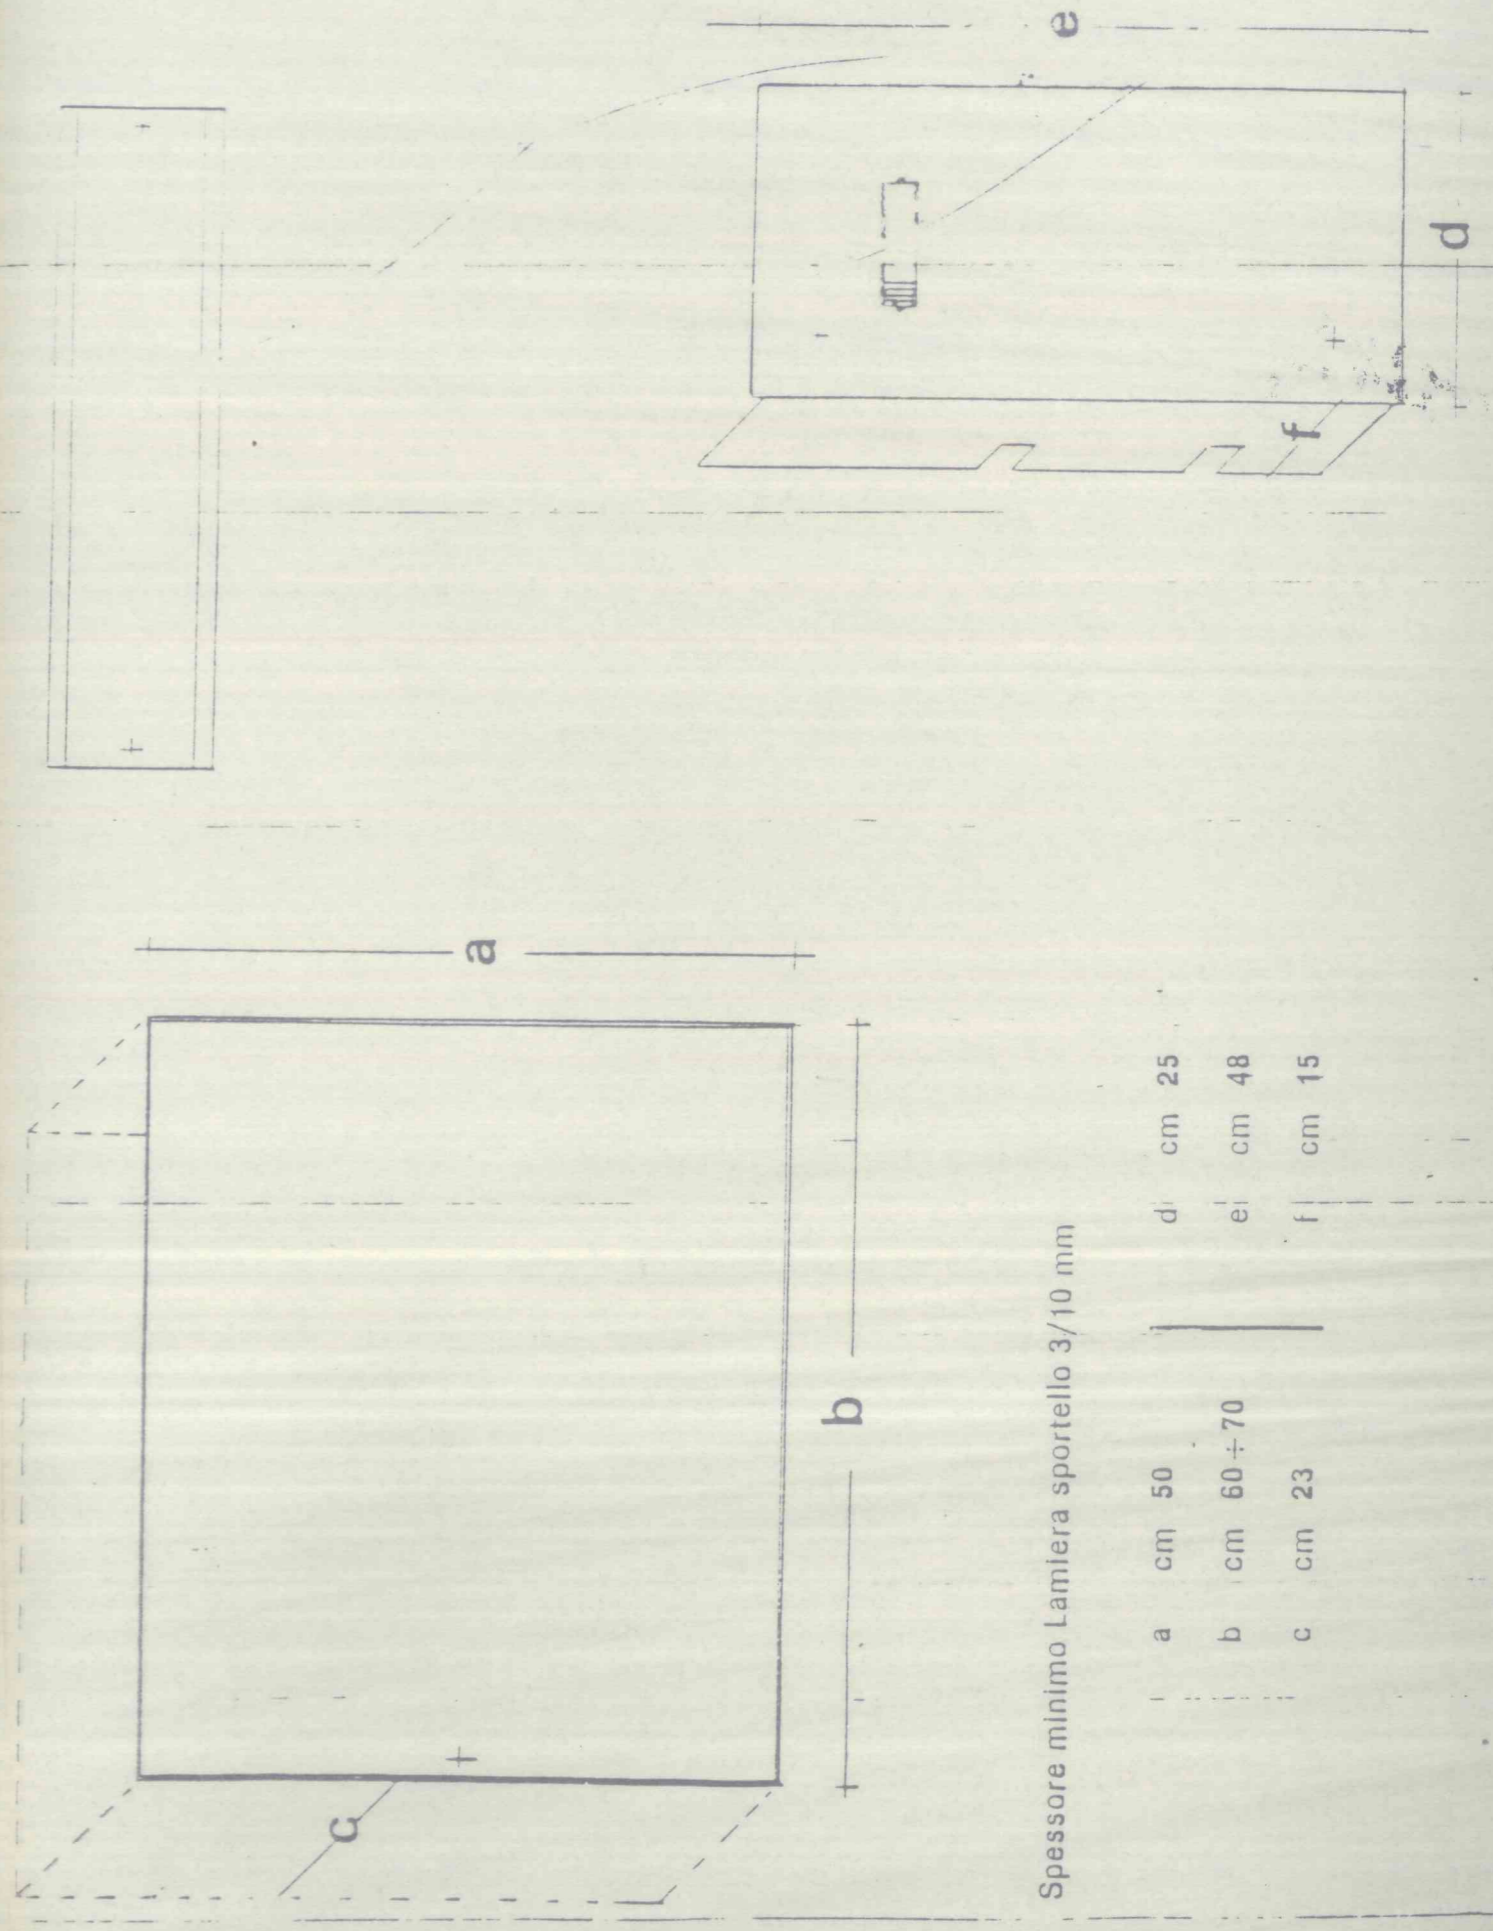 c
a
b
e
d
f
Spessore minimo Lamiera sportello 3/10 mm
a cm 50
b cm 60÷70
c cm 23
d cm 25
e cm 48
f cm 15